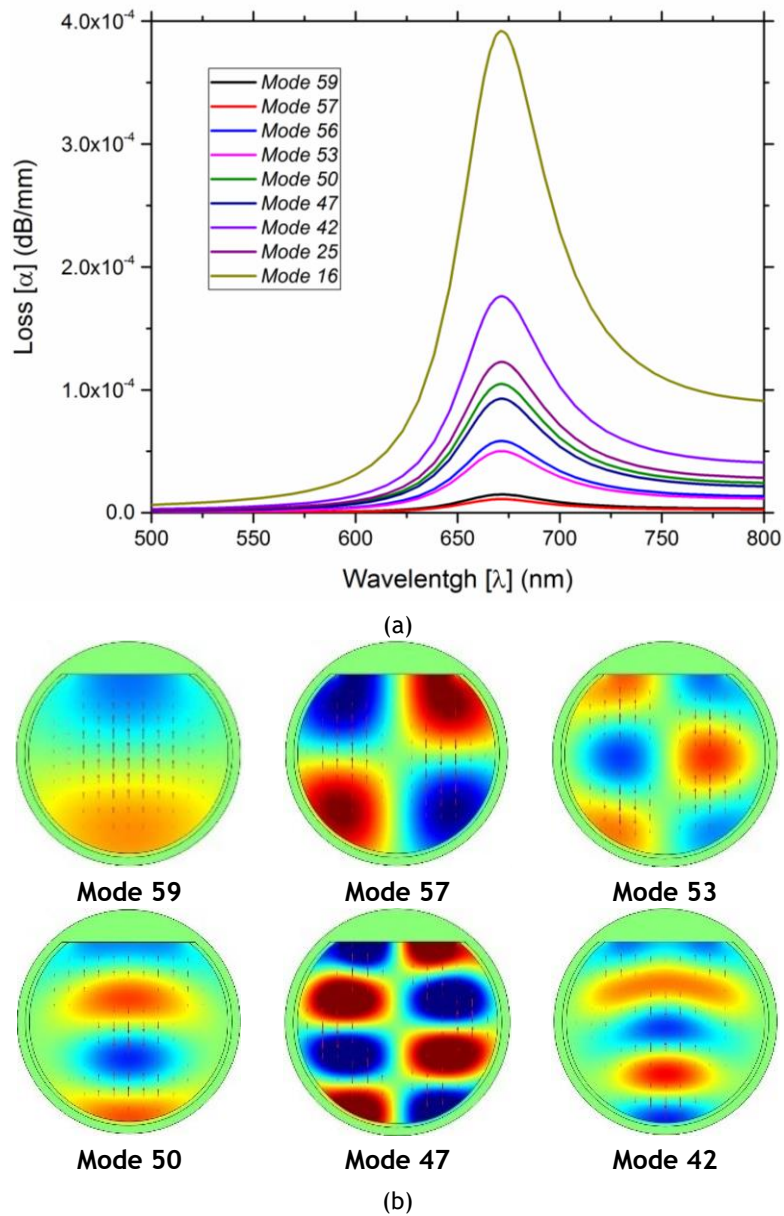 4.0x10⁻⁴
3.0x10⁻⁴
2.0x10⁻⁴
1.0x10⁻⁴
0.0
Loss [α] (dB/mm)
Mode 59
Mode 57
Mode 56
Mode 53
Mode 50
Mode 47
Mode 42
Mode 25
Mode 16
500 550 600 650 700 750 800
Wavelentgh [λ] (nm)
(a)
Mode 59 Mode 57 Mode 53
Mode 50 Mode 47 Mode 42
(b)